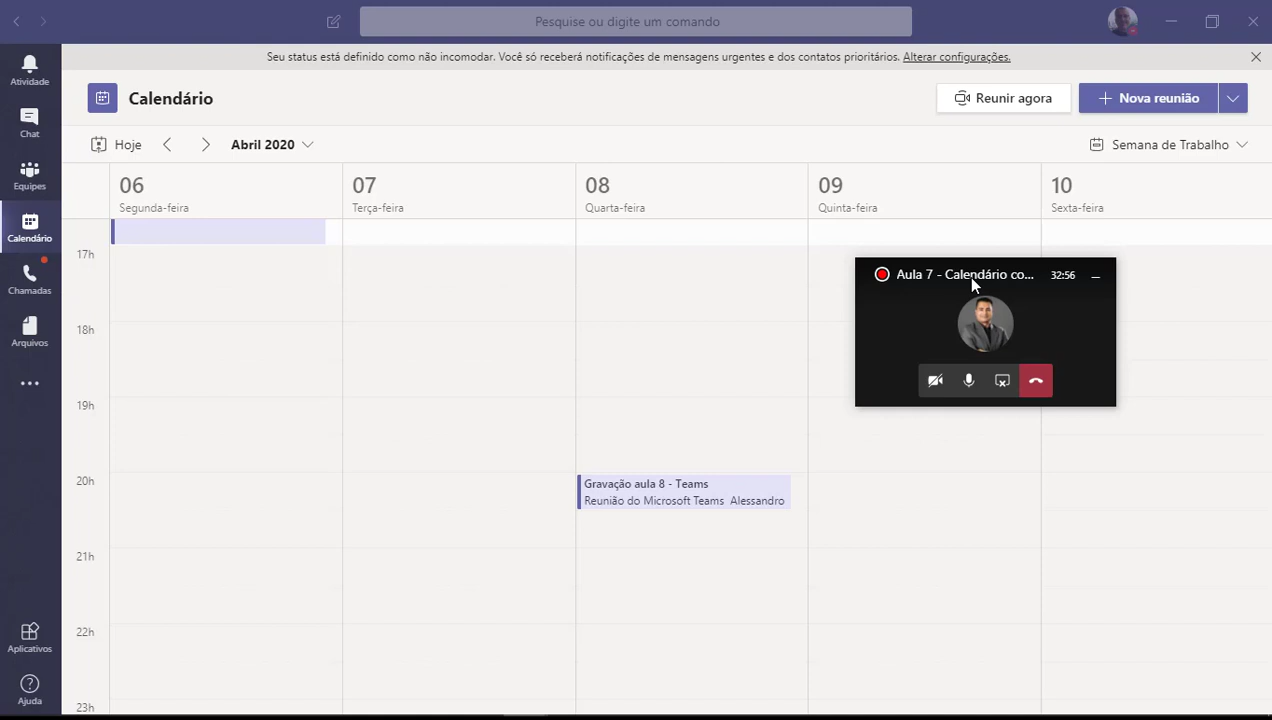 Pesquise ou digite um comando
Seu status está definido como não incomodar. Você só receberá notificações de mensagens urgentes e dos contatos prioritários. Alterar configurações.
Atividade
Chat
Equipes
Calendário
Chamadas
Arquivos
Aplicativos
Ajuda
Calendário
Reunir agora
Nova reunião
Hoje
Abril 2020
Semana de Trabalho
06
Segunda-feira
07
Terça-feira
08
Quarta-feira
09
Quinta-feira
10
Sexta-feira
17h
18h
19h
20h
21h
22h
23h
Aula 7 - Calendário co... 32:56
Gravação aula 8 - Teams
Reunião do Microsoft Teams Alessandro